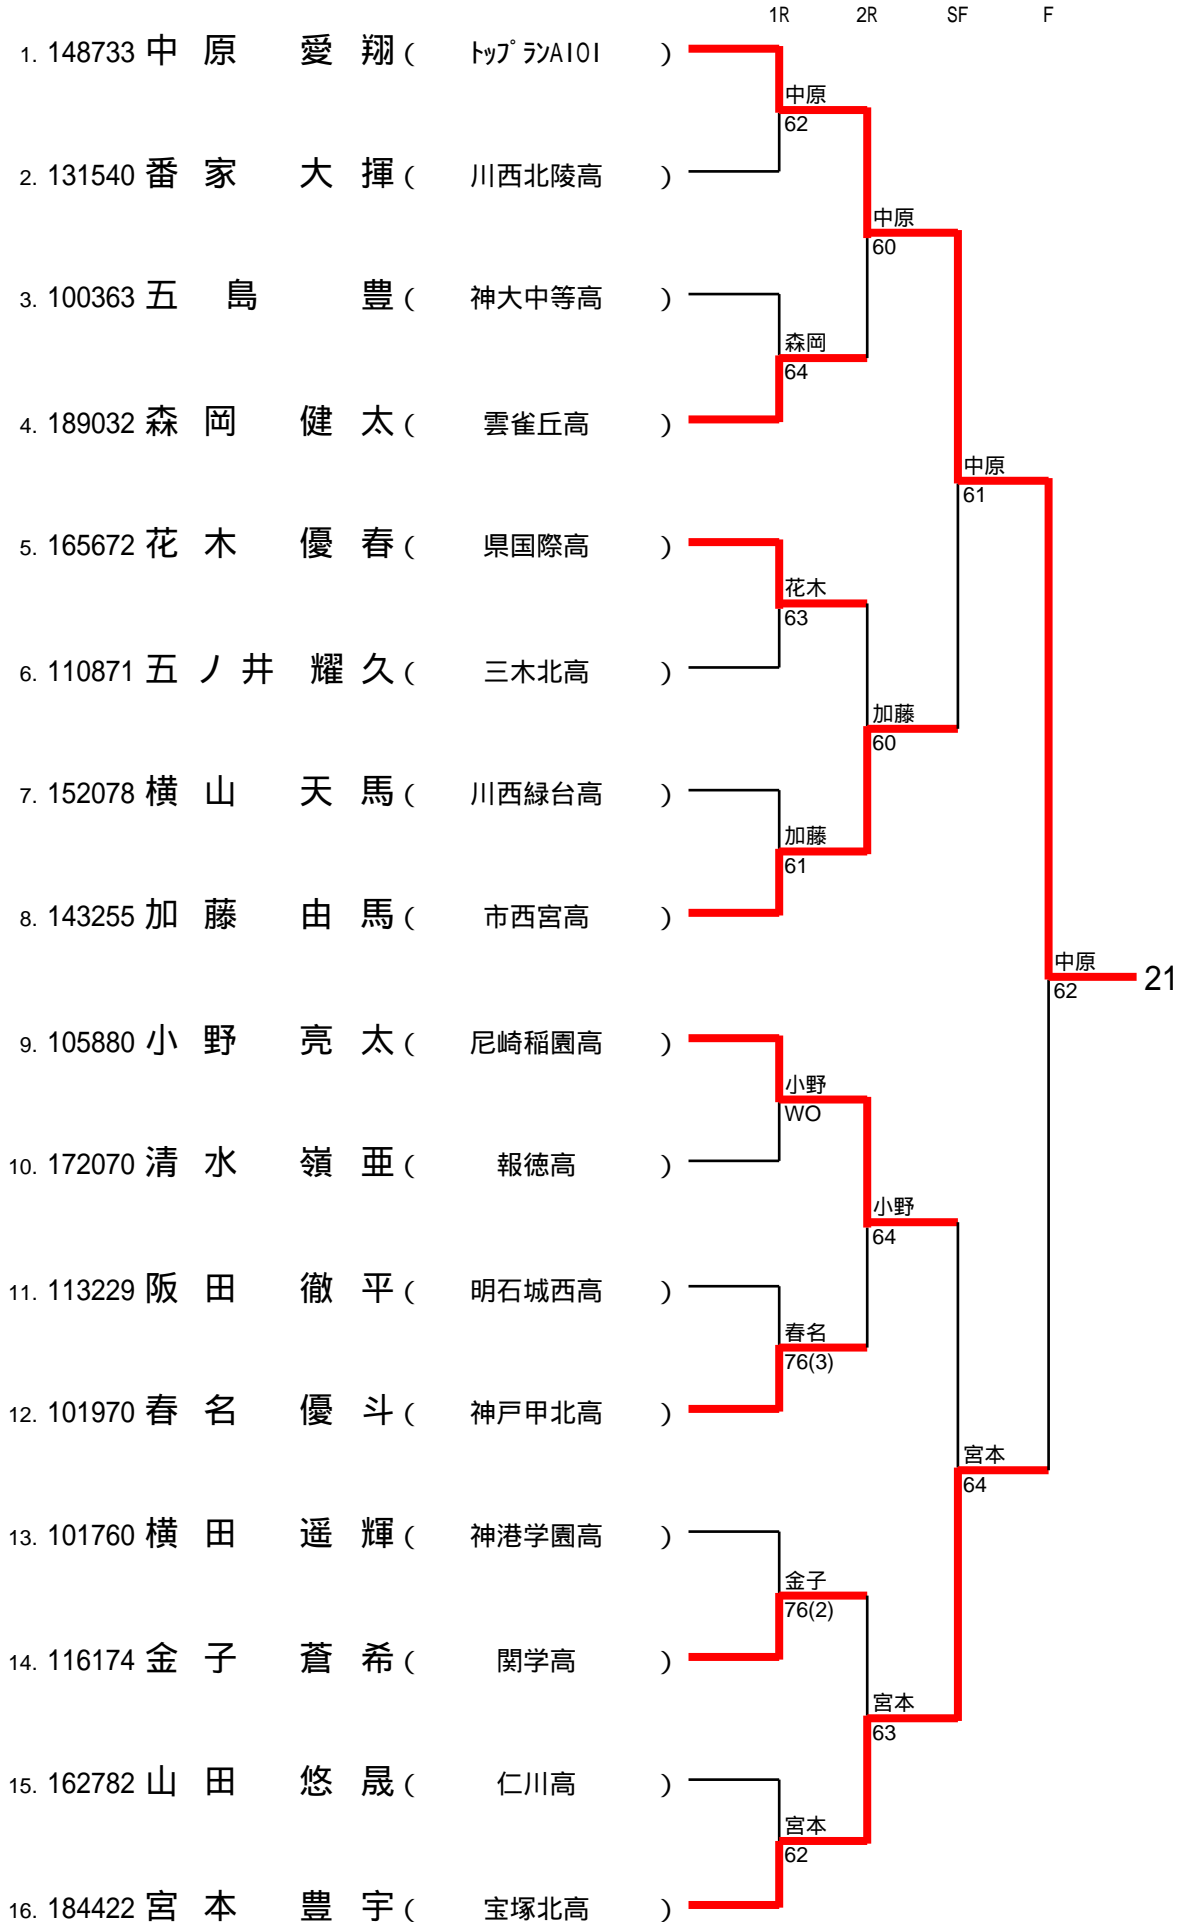 1R 2R SF F
1. 148733 中原 愛翔 ( トップランAIOI )
中原
62
2. 131540 番家 大揮 ( 川西北陵高 )
中原
60
3. 100363 五島 豊 ( 神大中等高 )
森岡
64
4. 189032 森岡 健太 ( 雲雀丘高 )
中原
61
5. 165672 花木 優春 ( 県国際高 )
花木
63
6. 110871 五ノ井 耀久 ( 三木北高 )
加藤
60
7. 152078 横山 天馬 ( 川西緑台高 )
加藤
61
8. 143255 加藤 由馬 ( 市西宮高 )
中原
62
21
9. 105880 小野 亮太 ( 尼崎稲園高 )
小野
WO
10. 172070 清水 嶺亜 ( 報徳高 )
小野
64
11. 113229 阪田 徹平 ( 明石城西高 )
春名
76(3)
12. 101970 春名 優斗 ( 神戸甲北高 )
宮本
64
13. 101760 横田 遥輝 ( 神港学園高 )
金子
76(2)
14. 116174 金子 蒼希 ( 関学高 )
宮本
63
15. 162782 山田 悠晟 ( 仁川高 )
宮本
62
16. 184422 宮本 豊宇 ( 宝塚北高 )